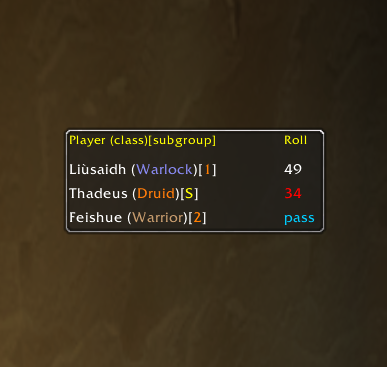 Player (class)[subgroup] Roll
Liùsaidh (Warlock)[1] 49
Thadeus (Druid)[S] 34
Feishue (Warrior)[2] pass